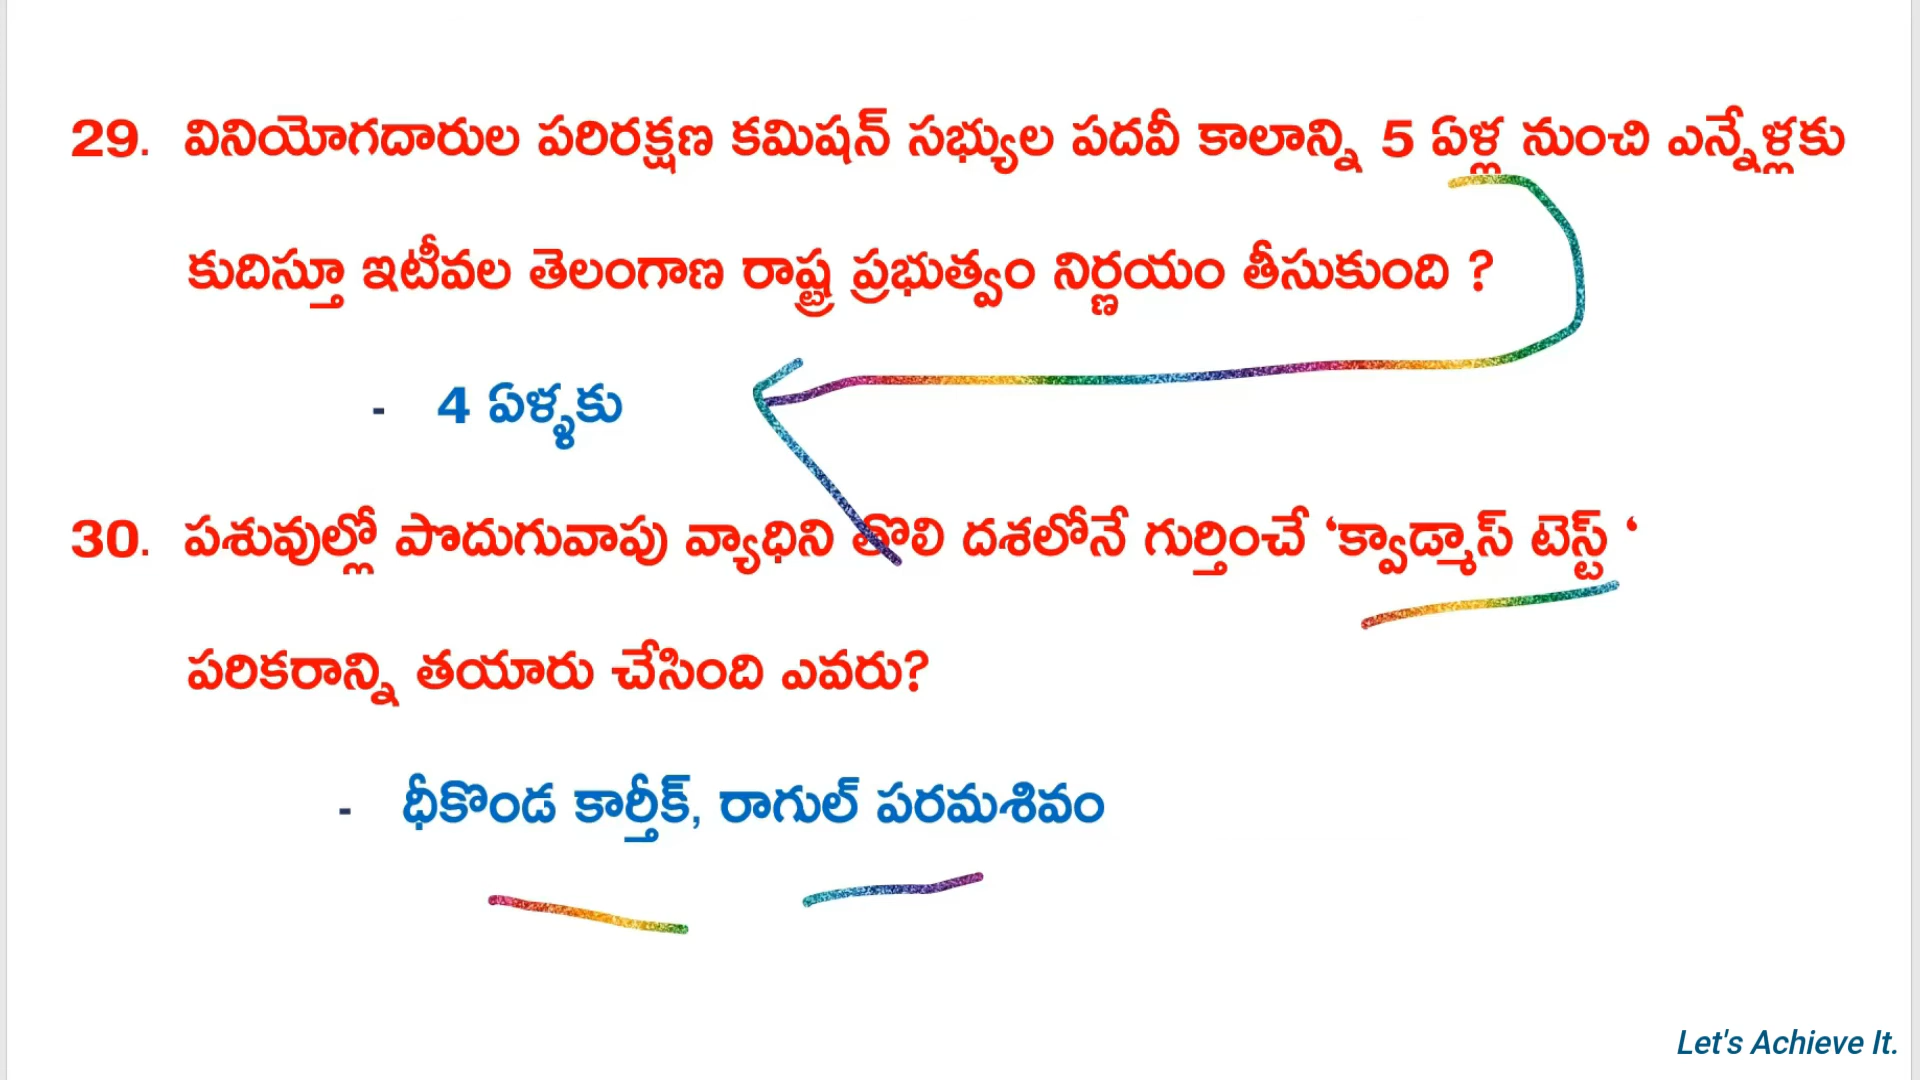 29. వినియోగదారుల పరిరక్షణ కమిషన్ సభ్యుల పదవీ కాలాన్ని 5 ఏళ్ల నుంచి ఎన్నేళ్లకు
కుదిస్తూ ఇటీవల తెలంగాణ రాష్ట్ర ప్రభుత్వం నిర్ణయం తీసుకుంది ?
- 4 ఏళ్ళకు
30. పశువుల్లో పొదుగువాపు వ్యాధిని తొలి దశలోనే గుర్తించే ‘క్వాడ్మాస్ టెస్ట్ ‘
పరికరాన్ని తయారు చేసింది ఎవరు?
- ధీకొండ కార్తీక్, రాగుల్ పరమశివం
Let's Achieve It.